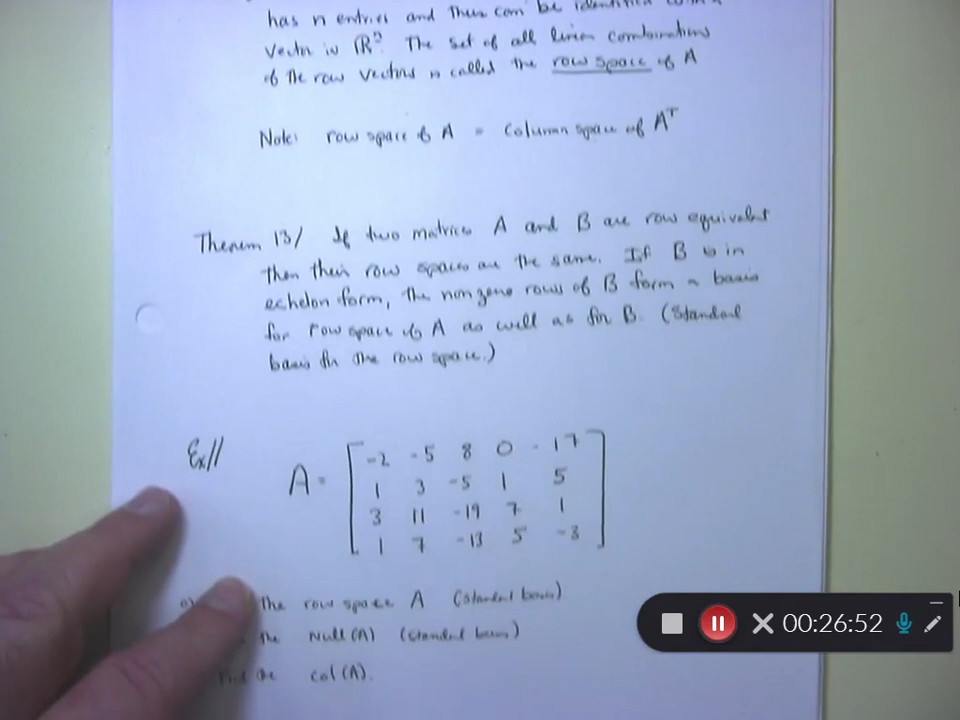 has n entries and thus can be identified with a
vector in ℝⁿ. The set of all linear combinations
of the row vectors is called the row space of A
Note: row space of A = Column space of Aᵀ
Theorem 13/ If two matrices A and B are row equivalent
then their row spaces are the same. If B is in
echelon form, the nonzero rows of B form a basis
for row space of A as well as for B. (Standard
basis for the row space.)
Ex//
A = [
-2 -5 8 0 -17
1 3 -5 1 5
3 11 -19 7 1
1 7 -13 5 -3
]
the row space A (standard basis)
the Null(A) (standard basis)
the col(A).
00:26:52